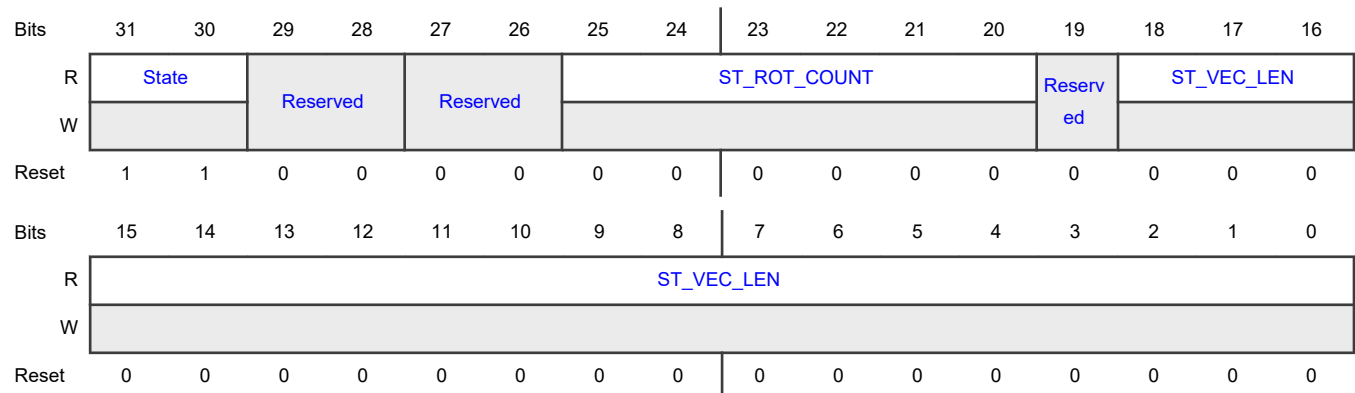 Bits 31 30 29 28 27 26 25 24 23 22 21 20 19 18 17 16
R State Reserved Reserved ST_ROT_COUNT Reserv ST_VEC_LEN
ed
W
Reset 1 1 0 0 0 0 0 0 0 0 0 0 0 0 0 0
Bits 15 14 13 12 11 10 9 8 7 6 5 4 3 2 1 0
R ST_VEC_LEN
W
Reset 0 0 0 0 0 0 0 0 0 0 0 0 0 0 0 0